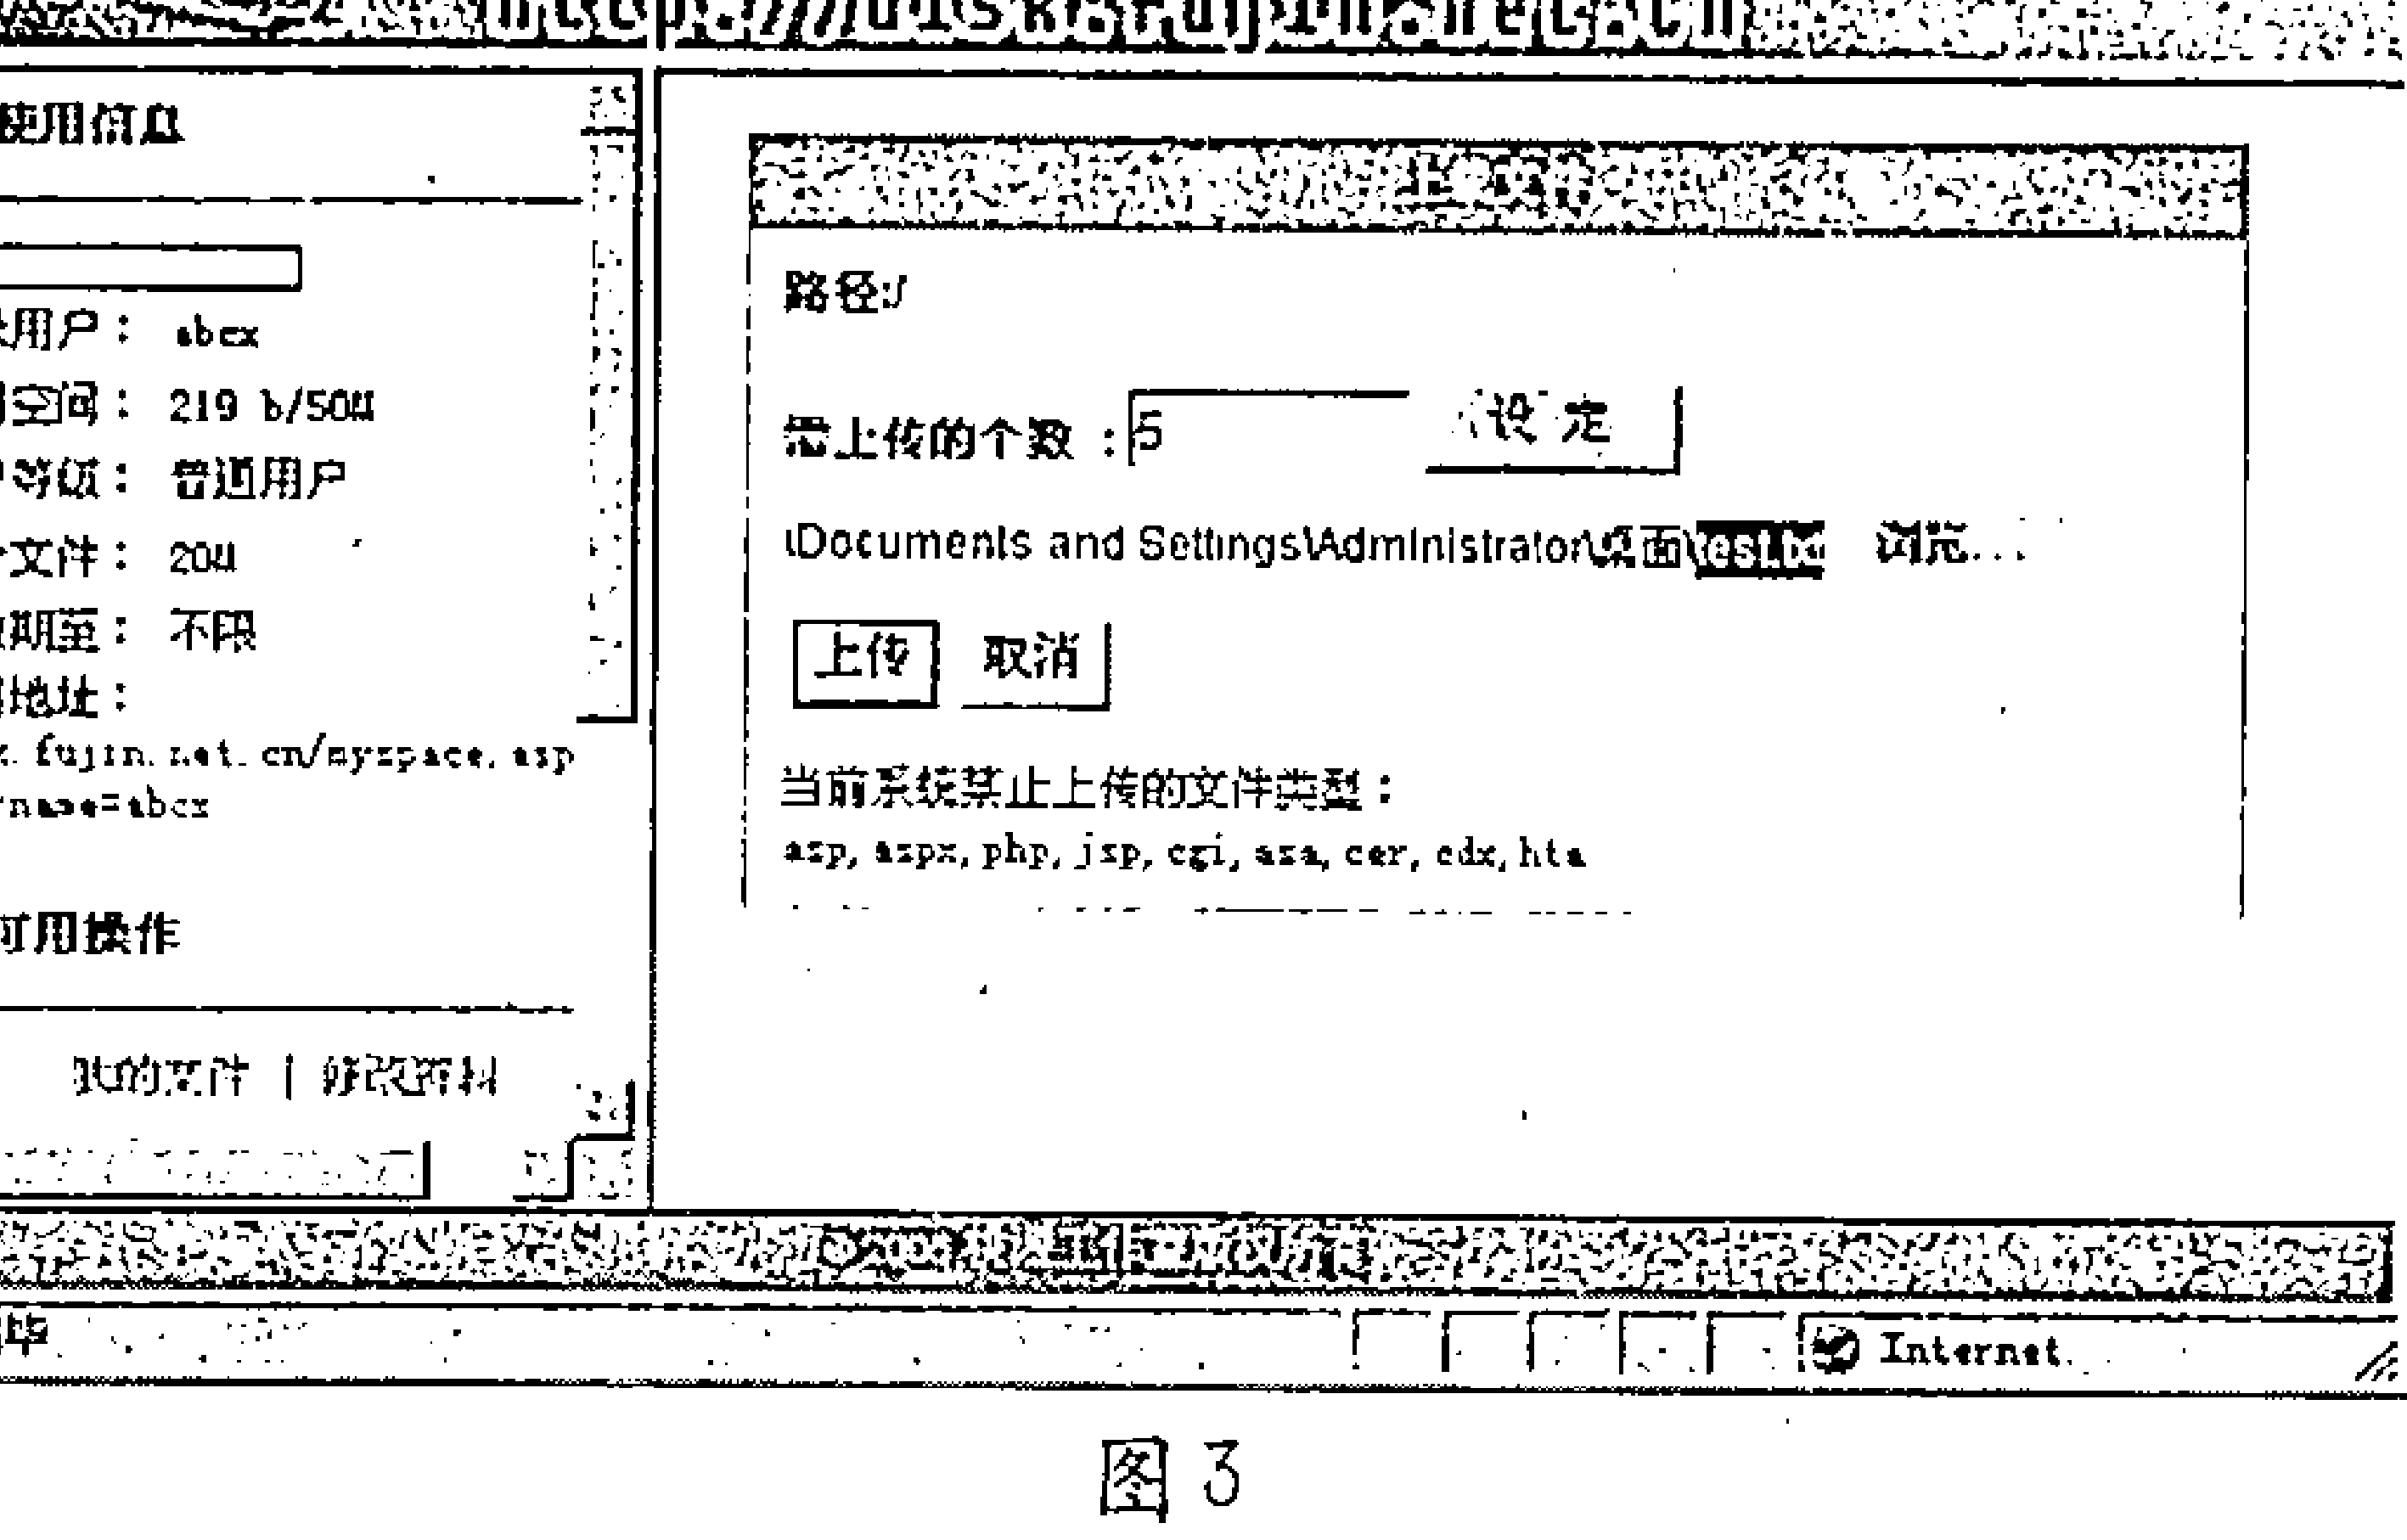 使用信息
用户： abcx
空间： 219 b/50M
等级： 普通用户
文件： 20M
期至： 不限
地址：
.fujin.net.cn/myspace.asp
name=abcx
可用操作
我的文件 | 修改资料
上传文件
路径:/
需上传的个数 :5 设 定
\Documents and Settings\Administrator\桌面\ 浏览...
上传 取消
当前系统禁止上传的文件类型：
asp,aspx,php,jsp,cgi,asa,cer,cdx,hta
Internet
图 3